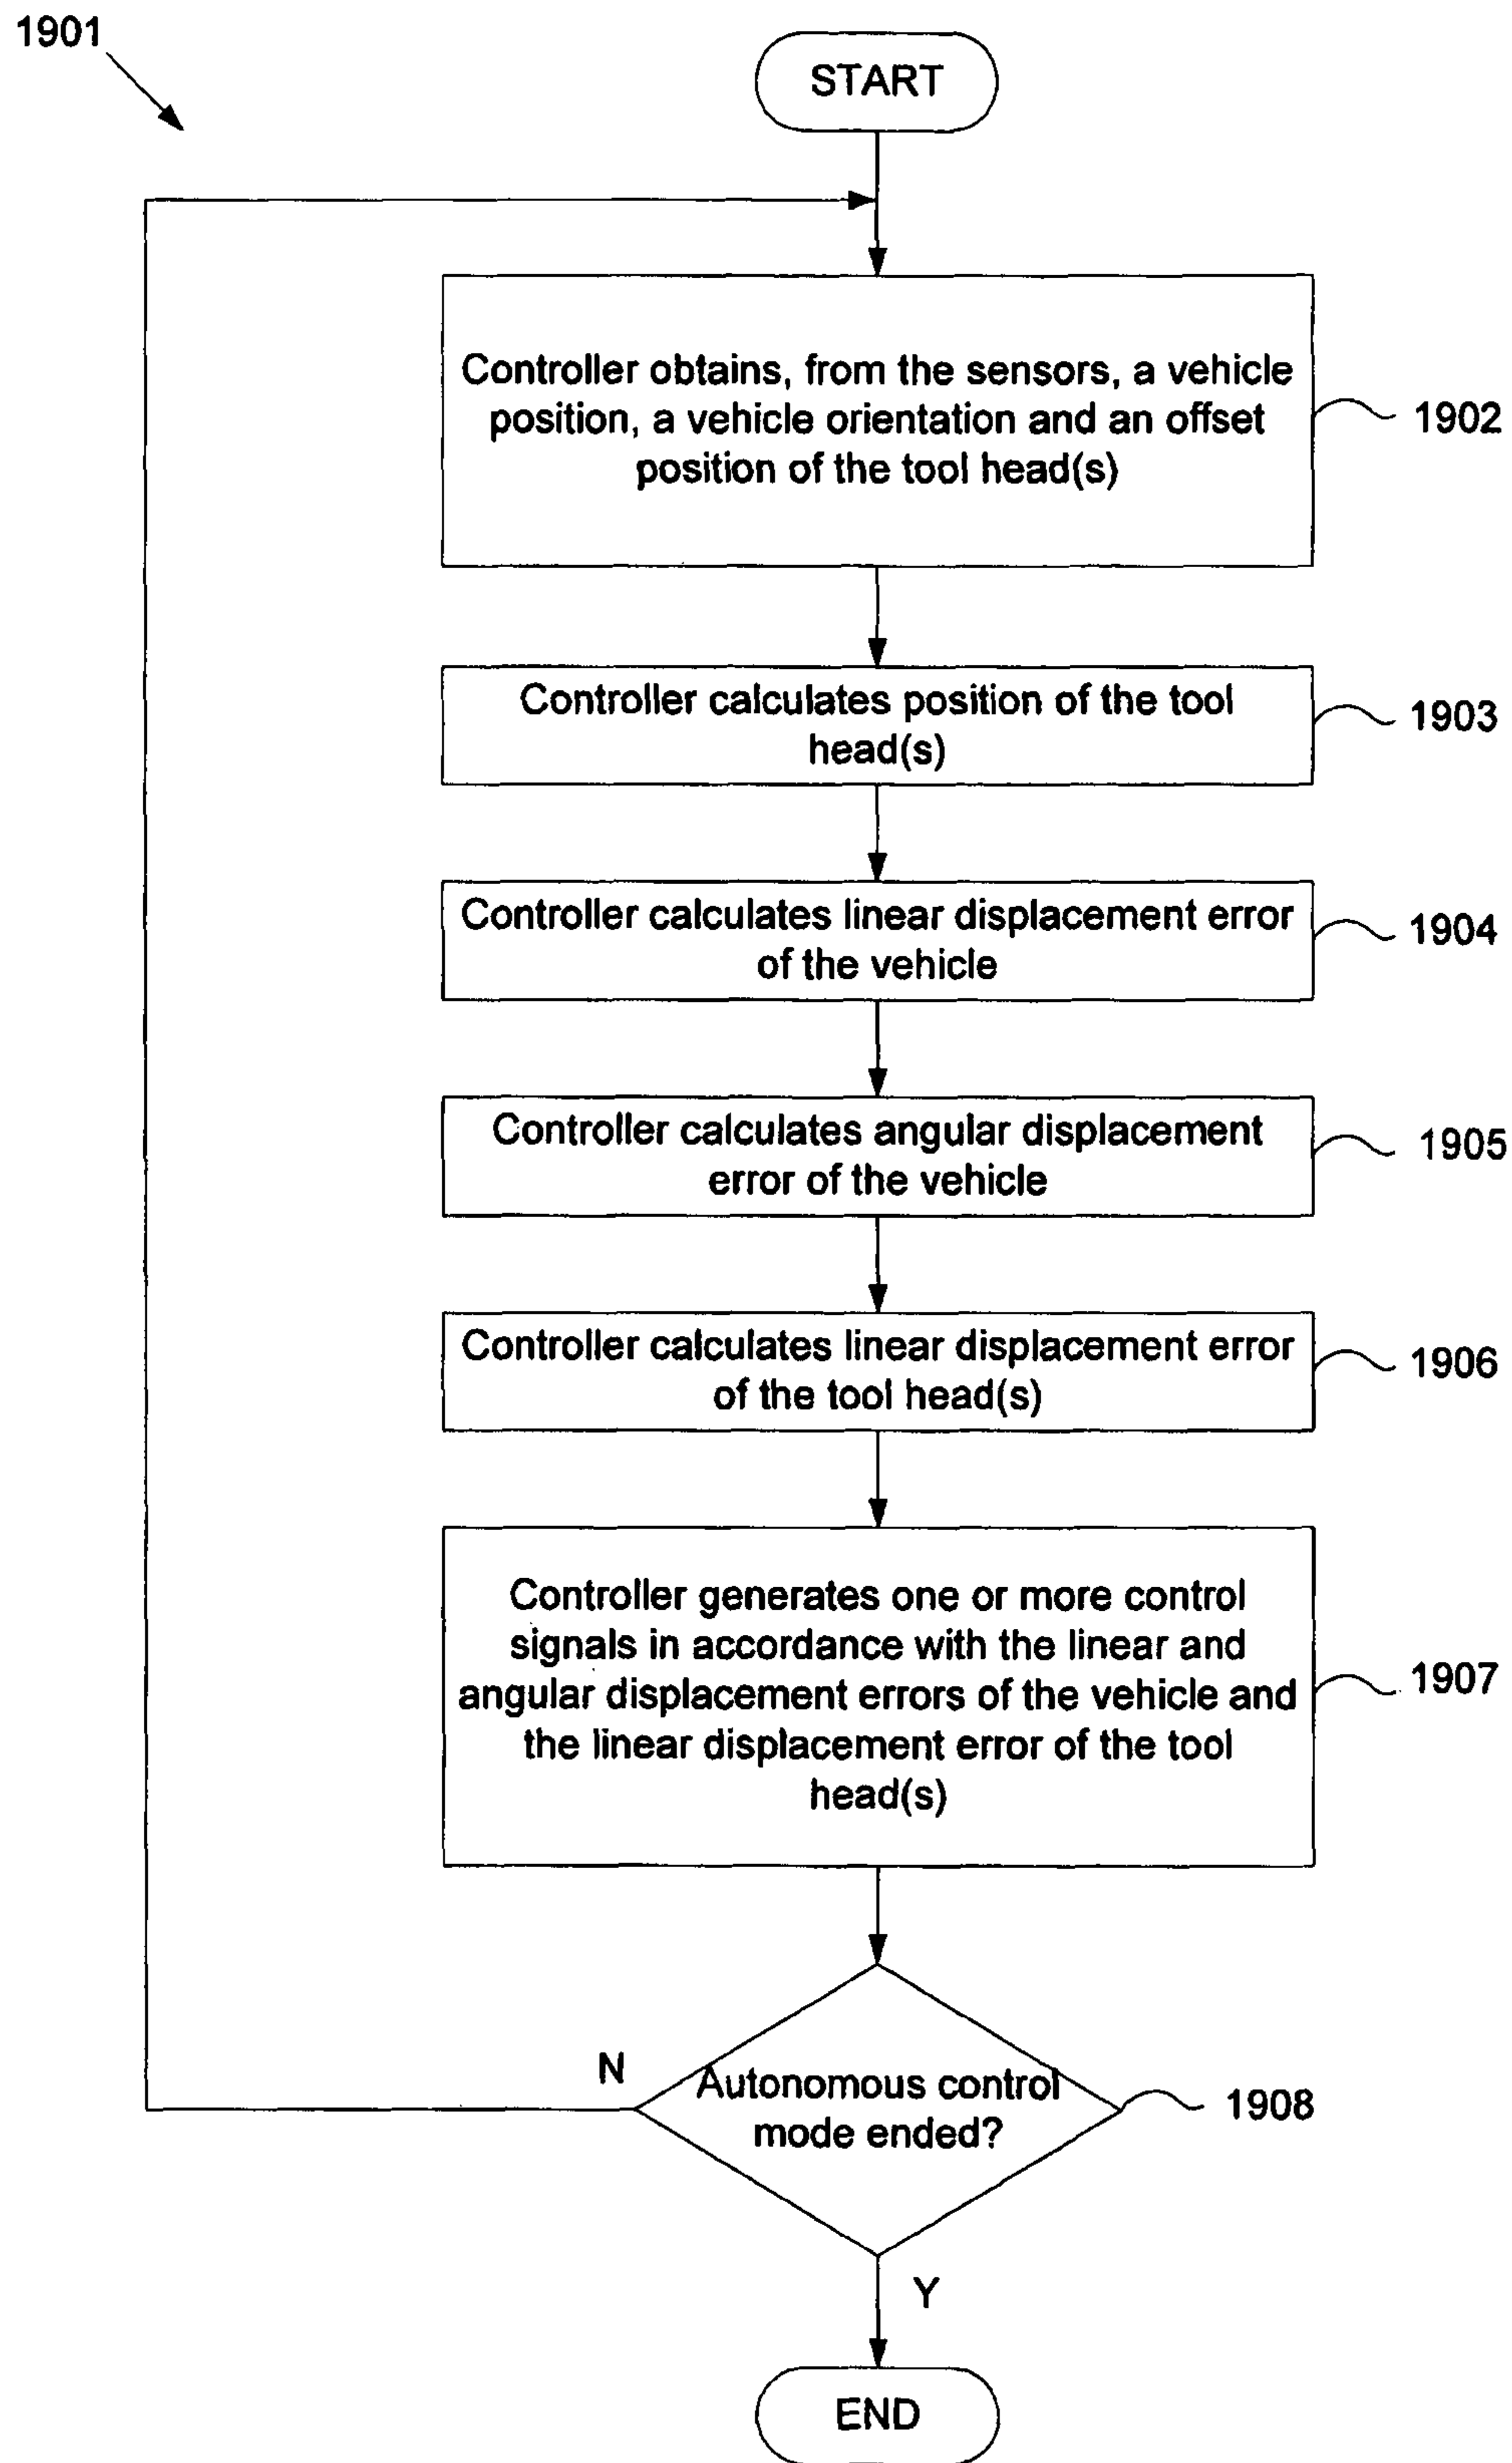 1901
START
Controller obtains, from the sensors, a vehicle
position, a vehicle orientation and an offset
position of the tool head(s)
1902
Controller calculates position of the tool
head(s)
1903
Controller calculates linear displacement error
of the vehicle
1904
Controller calculates angular displacement
error of the vehicle
1905
Controller calculates linear displacement error
of the tool head(s)
1906
Controller generates one or more control
signals in accordance with the linear and
angular displacement errors of the vehicle and
the linear displacement error of the tool
head(s)
1907
N
Autonomous control
mode ended?
1908
Y
END